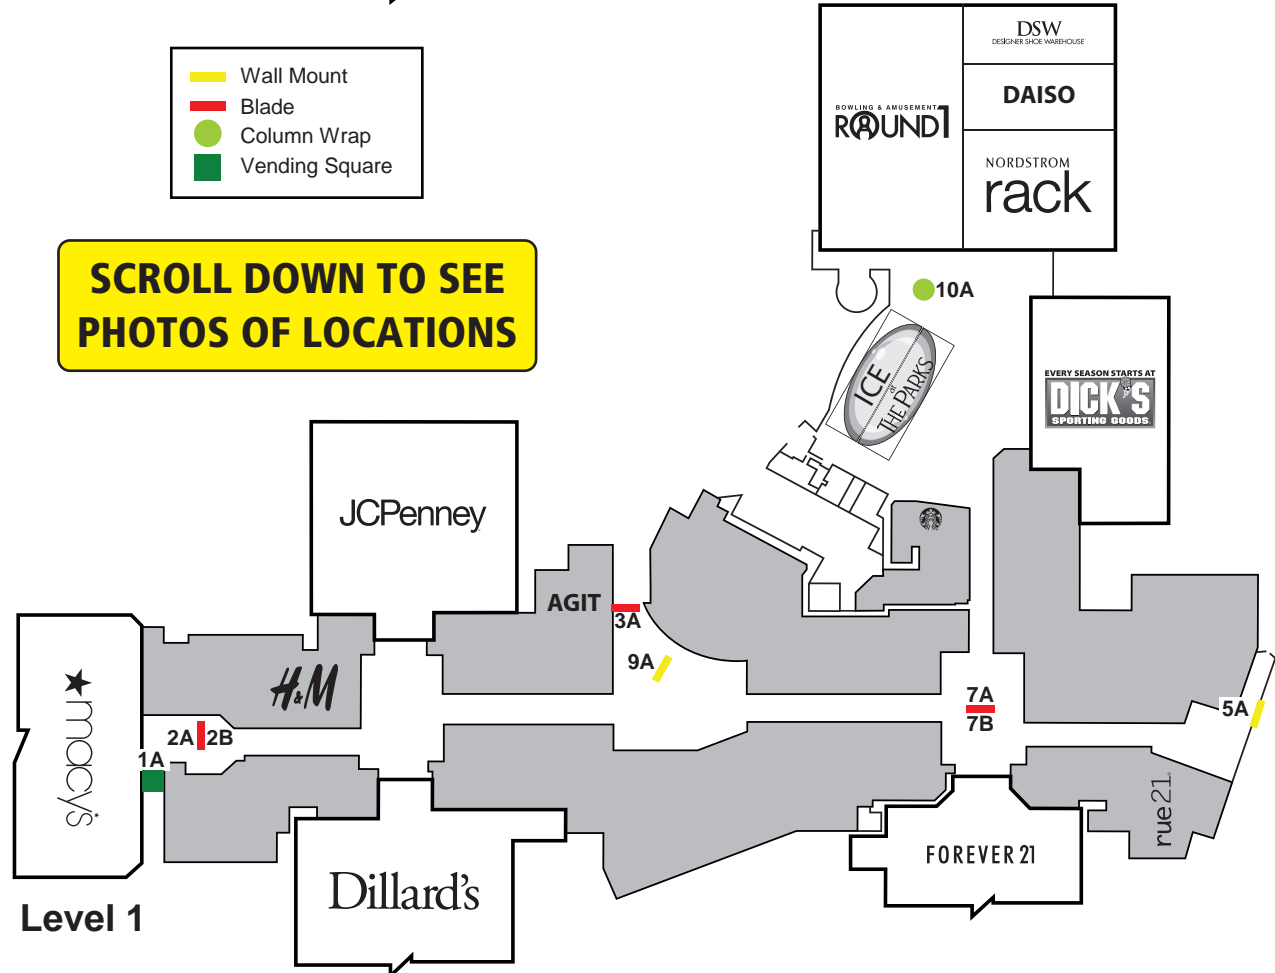 Wall Mount
Blade
Column Wrap
Vending Square
SCROLL DOWN TO SEE
PHOTOS OF LOCATIONS
BOWLING & AMUSEMENT
ROUND1
DSW
DESIGNER SHOE WAREHOUSE
DAISO
NORDSTROM
rack
10A
ICE
at
THE PARKS
EVERY SEASON STARTS AT
DICK'S
SPORTING GOODS
JCPenney
AGIT
3A
9A
H&M
macy's
2A 2B
1A
7A
7B
5A
rue21
Dillard's
FOREVER 21
Level 1